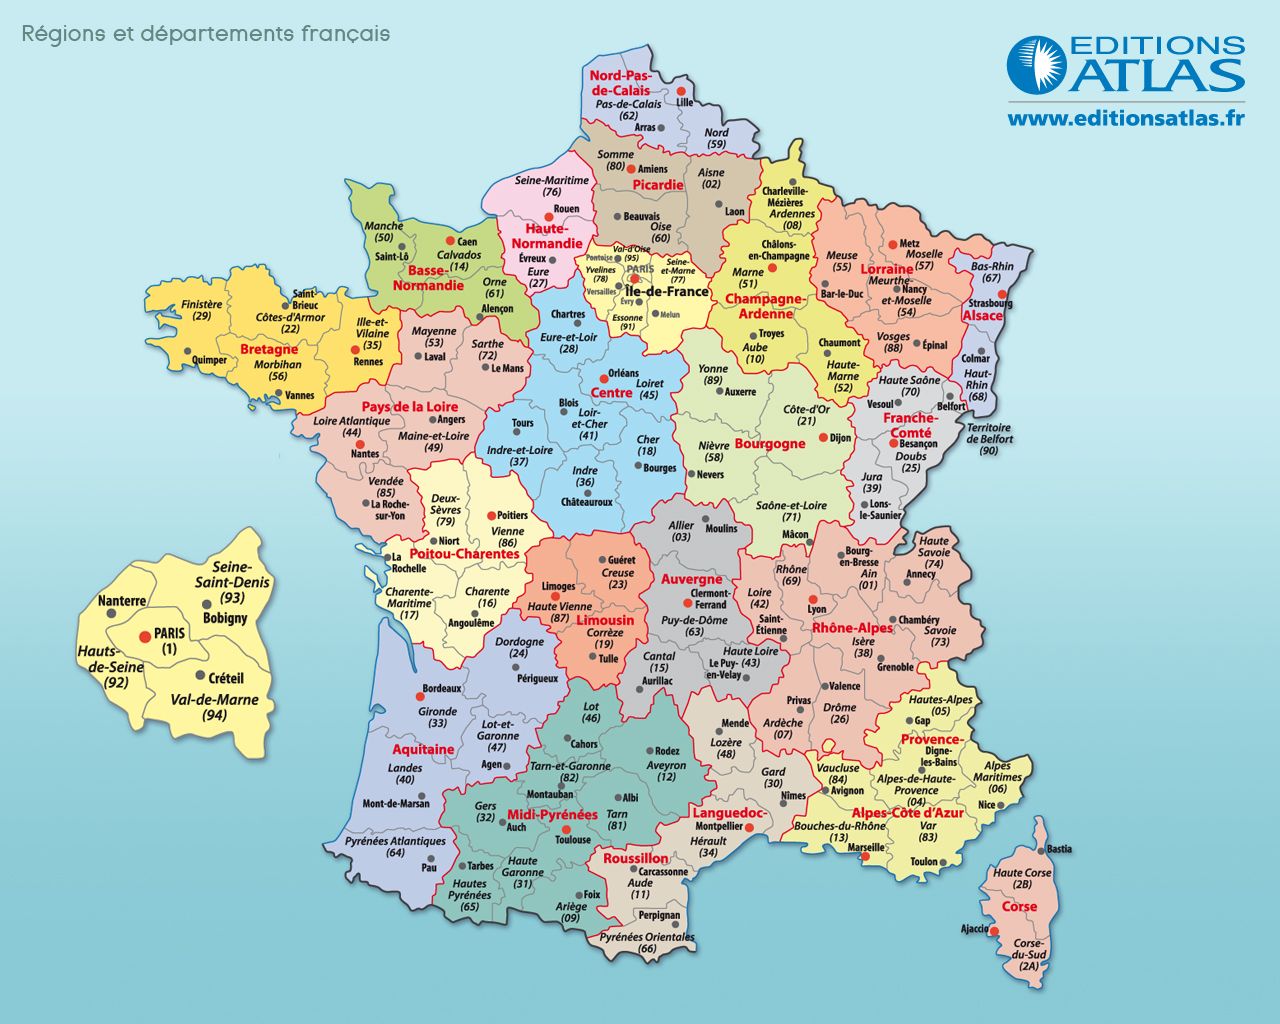 Régions et départements français
EDITIONS
ATLAS
www.editionsatlas.fr
Nord-Pas-
de-Calais
Pas-de-Calais
(62)
Lille
Arras
Nord
(59)
Somme
(80)
Amiens
Picardie
Aisne
(02)
Laon
Beauvais
Oise
(60)
Seine-Maritime
(76)
Rouen
Haute-
Normandie
Évreux
Eure
(27)
Manche
(50)
Saint-Lô
Caen
Calvados
(14)
Basse-
Normandie
Orne
(61)
Alençon
Val-d'Oise
(95)
Pontoise
Yvelines
(78)
Versailles
PARIS
Seine-
et-Marne
(77)
Île-de-France
Évry
Essonne
(91)
Melun
Charleville-
Mézières
Ardennes
(08)
Châlons-
en-Champagne
Marne
(51)
Champagne-
Ardenne
Troyes
Aube
(10)
Chaumont
Haute-
Marne
(52)
Metz
Moselle
(57)
Meuse
(55)
Lorraine
Bar-le-Duc
Meurthe-
Nancy
et-Moselle
(54)
Vosges
(88)
Épinal
Bas-Rhin
(67)
Strasbourg
Alsace
Colmar
Haut-
Rhin
(68)
Finistère
(29)
Saint-
Brieuc
Côtes-d'Armor
(22)
Ille-et-
Vilaine
(35)
Rennes
Quimper
Bretagne
Morbihan
(56)
Vannes
Mayenne
(53)
Laval
Sarthe
(72)
Le Mans
Pays de la Loire
Loire Atlantique
(44)
Nantes
Angers
Maine-et-Loire
(49)
Vendée
(85)
La Roche-
sur-Yon
Chartres
Eure-et-Loir
(28)
Orléans
Loiret
(45)
Centre
Blois
Loir-
et-Cher
(41)
Tours
Indre-et-Loire
(37)
Cher
(18)
Bourges
Indre
(36)
Châteauroux
Yonne
(89)
Auxerre
Côte-d'Or
(21)
Dijon
Bourgogne
Nièvre
(58)
Nevers
Saône-et-Loire
(71)
Mâcon
Haute Saône
(70)
Vesoul
Belfort
Franche-
Comté
Besançon
Doubs
(25)
Jura
(39)
Lons-
le-Saunier
Territoire
de Belfort
(90)
Deux-
Sèvres
(79)
Poitiers
Vienne
(86)
Niort
Poitou-Charentes
La
Rochelle
Charente-
Maritime
(17)
Charente
(16)
Angoulême
Guéret
Creuse
(23)
Limoges
Haute Vienne
(87)
Limousin
Corrèze
(19)
Tulle
Allier
(03)
Moulins
Auvergne
Clermont-
Ferrand
Puy-de-Dôme
(63)
Cantal
(15)
Aurillac
Haute Loire
(43)
Le Puy-
en-Velay
Bourg-
en-Bresse
Ain
(01)
Rhône
(69)
Loire
(42)
Lyon
Saint-
Étienne
Rhône-Alpes
Haute
Savoie
(74)
Annecy
Chambéry
Savoie
(73)
Isère
(38)
Grenoble
Valence
Privas
Drôme
(26)
Ardèche
(07)
Dordogne
(24)
Périgueux
Bordeaux
Gironde
(33)
Aquitaine
Lot-et-
Garonne
(47)
Agen
Landes
(40)
Mont-de-Marsan
Pyrénées Atlantiques
(64)
Pau
Lot
(46)
Cahors
Rodez
Aveyron
(12)
Tarn-et-Garonne
(82)
Montauban
Albi
Tarn
(81)
Midi-Pyrénées
Gers
(32)
Auch
Toulouse
Tarbes
Hautes
Pyrénées
(65)
Haute
Garonne
(31)
Foix
Ariège
(09)
Mende
Lozère
(48)
Gard
(30)
Nîmes
Languedoc-
Montpellier
Hérault
(34)
Roussillon
Carcassonne
Aude
(11)
Perpignan
Pyrénées Orientales
(66)
Hautes-Alpes
(05)
Gap
Provence-
Digne-
les-Bains
Alpes
Maritimes
(06)
Nice
Vaucluse
(84)
Avignon
Alpes-de-Haute-
Provence
(04)
Alpes-Côte d'Azur
Bouches-du-Rhône
(13)
Marseille
Var
(83)
Toulon
Bastia
Haute Corse
(2B)
Corse
Ajaccio
Corse-
du-Sud
(2A)
Seine-
Saint-Denis
(93)
Bobigny
Nanterre
PARIS
(1)
Hauts-
de-Seine
(92)
Créteil
Val-de-Marne
(94)